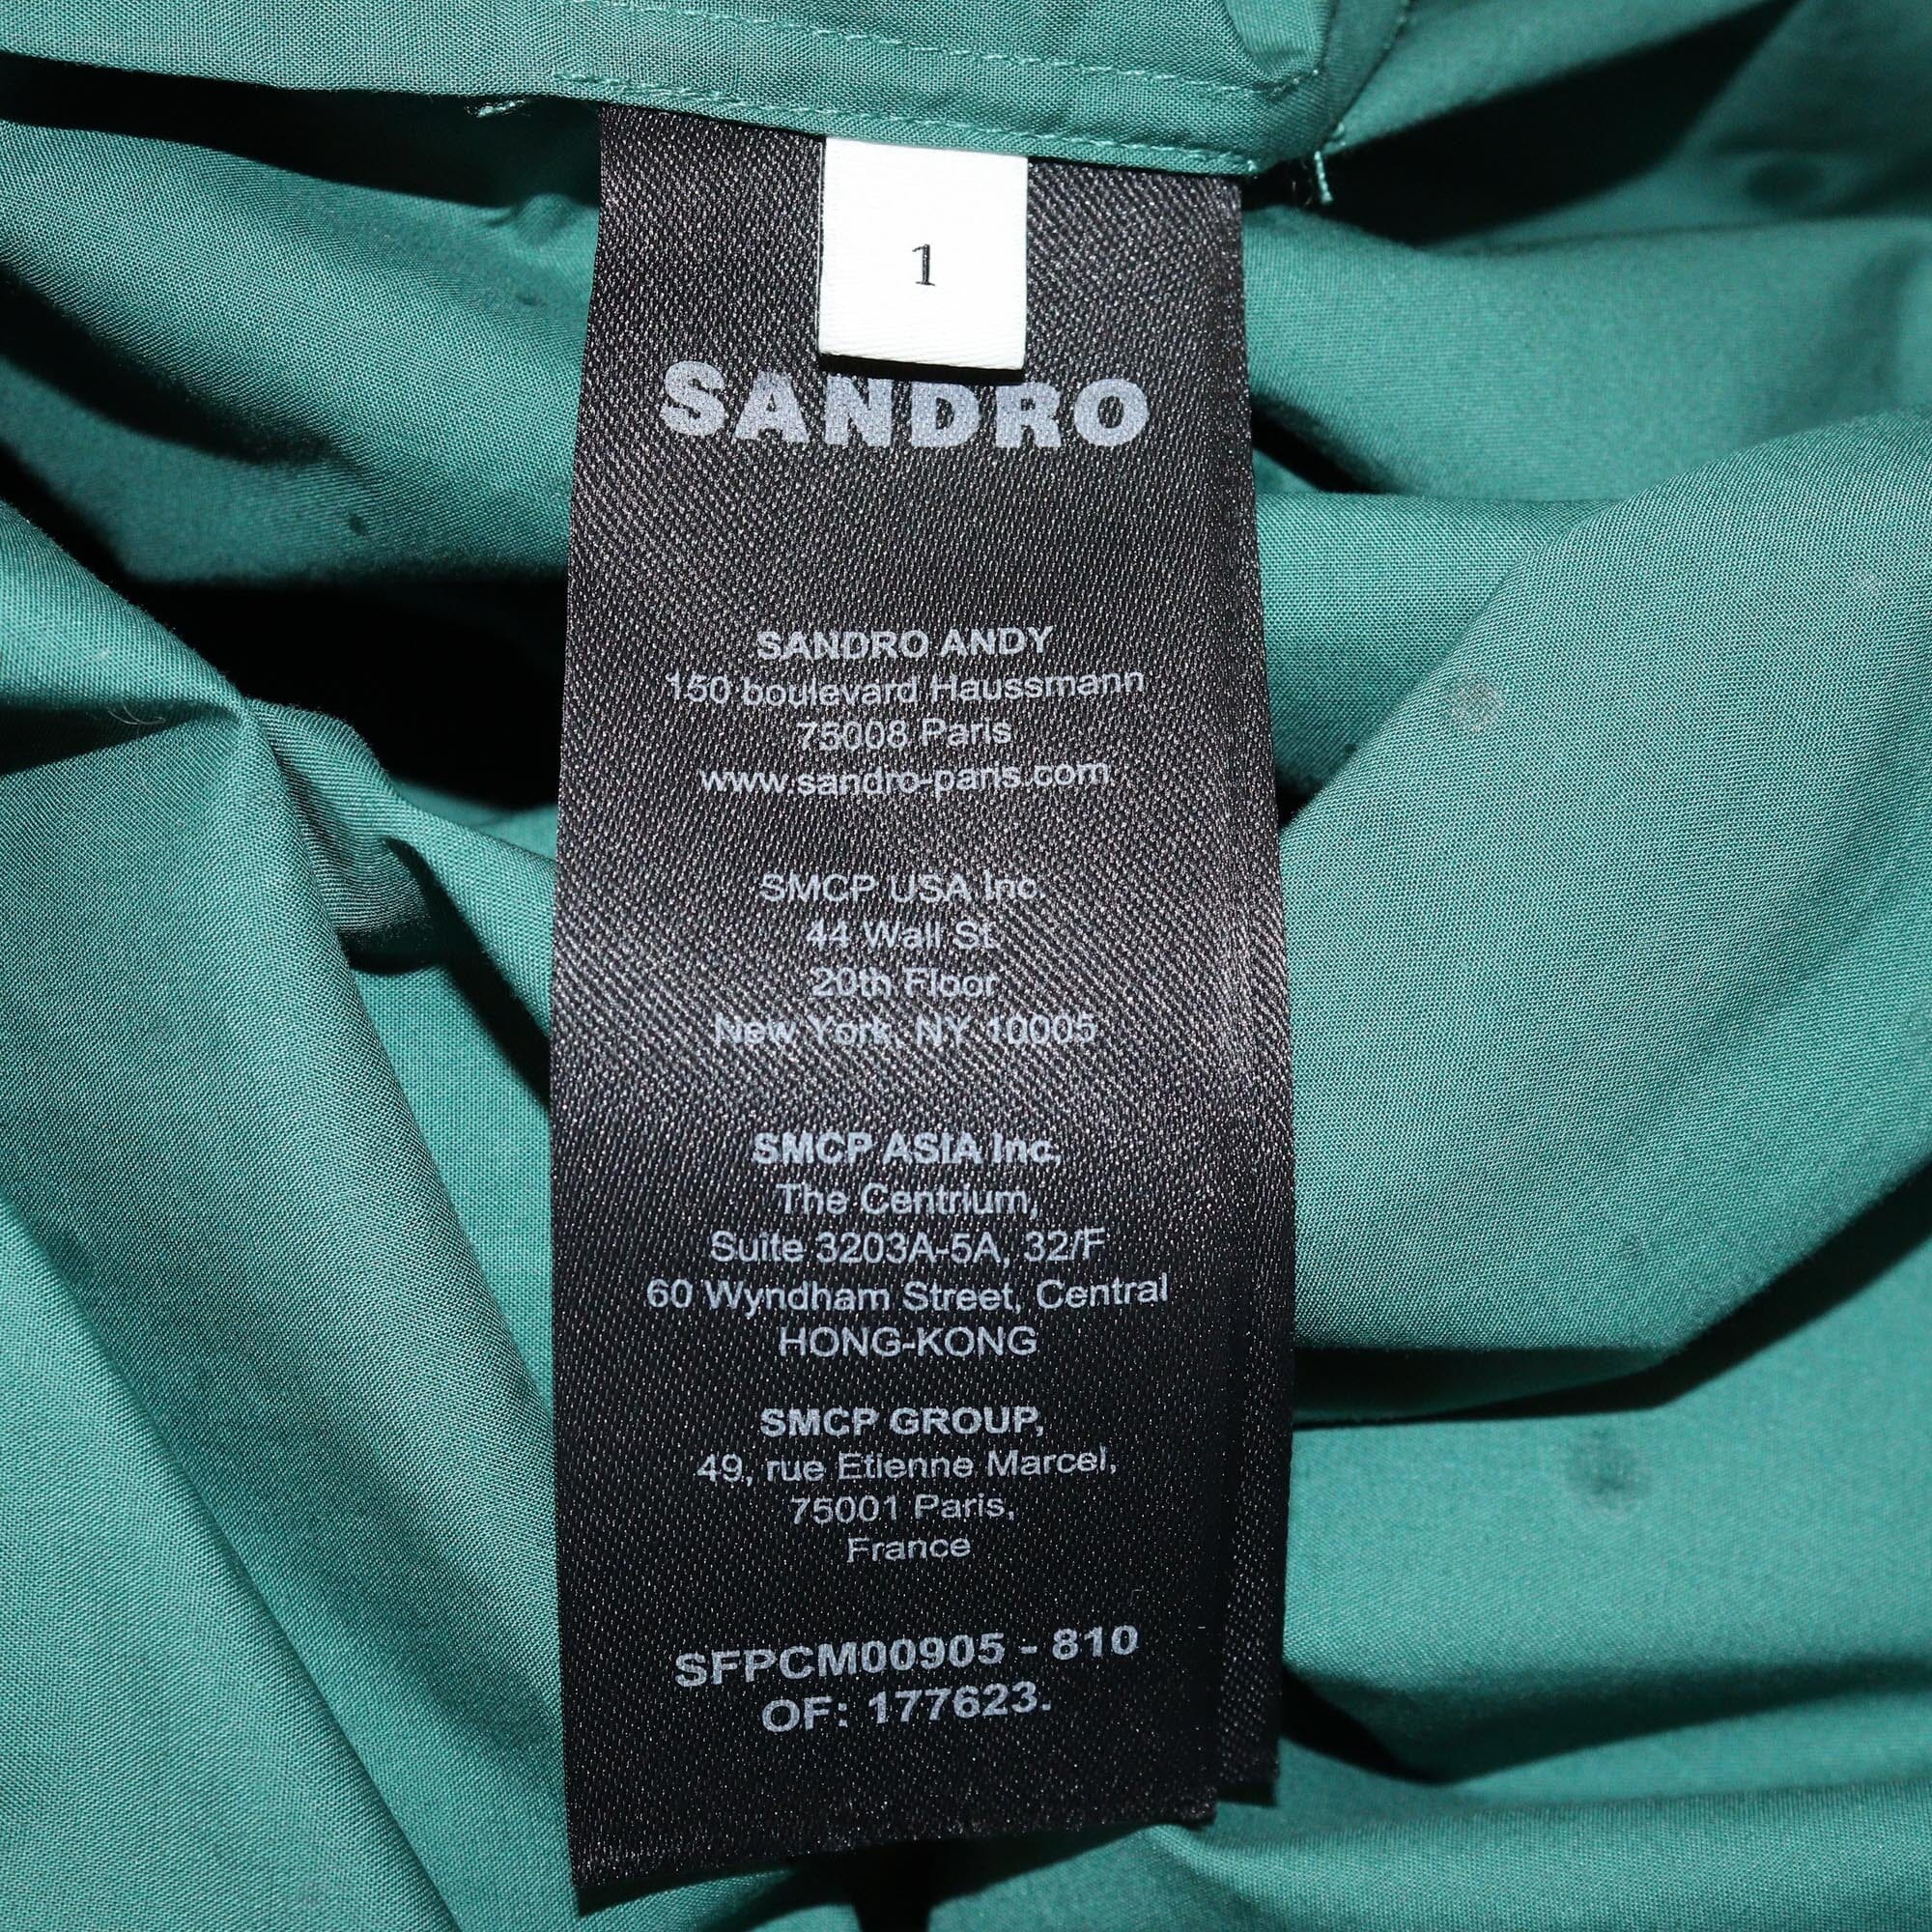 1
SANDRO
SANDRO ANDY
150 boulevard Haussmann
75008 Paris
www.sandro-paris.com
SMCP USA Inc.
44 Wall St.
20th Floor
New York, NY 10005
SMCP ASIA Inc.
The Centrium,
Suite 3203A-5A, 32/F
60 Wyndham Street, Central
HONG-KONG
SMCP GROUP,
49, rue Etienne Marcel,
75001 Paris,
France
SFPCM00905 - 810
OF: 177623.